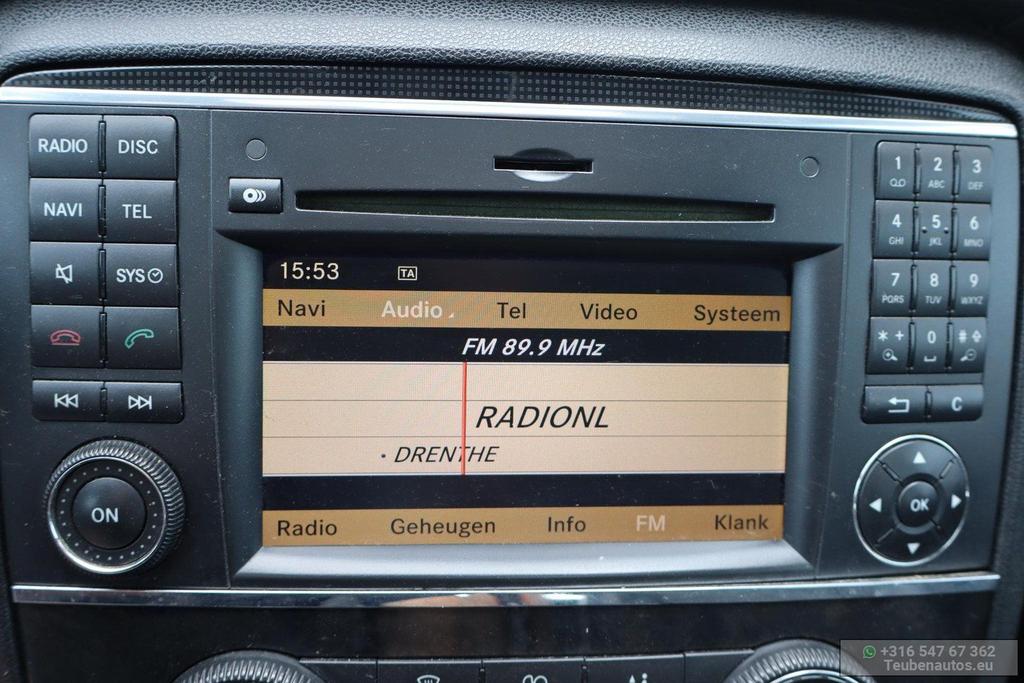 RADIO DISC
NAVI TEL
SYS
ON
15:53 TA
Navi Audio Tel Video Systeem
FM 89.9 MHz
RADIONL
• DRENTHE
Radio Geheugen Info FM Klank
1 2 ABC 3 DEF
4 GHI 5 JKL 6 MNO
7 PQRS 8 TUV 9 WXYZ
* + 0 #
C
OK
+316 547 67 362
Teubenautos.eu